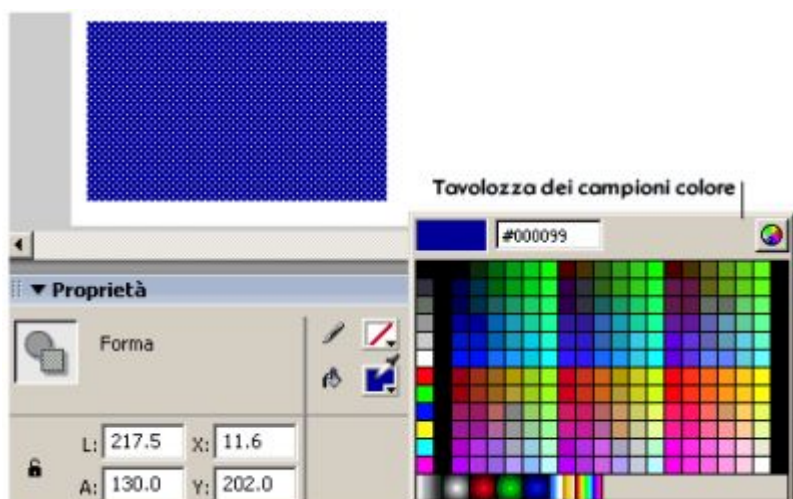 Tavolozza dei campioni colore
#000099
Proprietà
Forma
L: 217.5 X: 11.6
A: 130.0 Y: 202.0